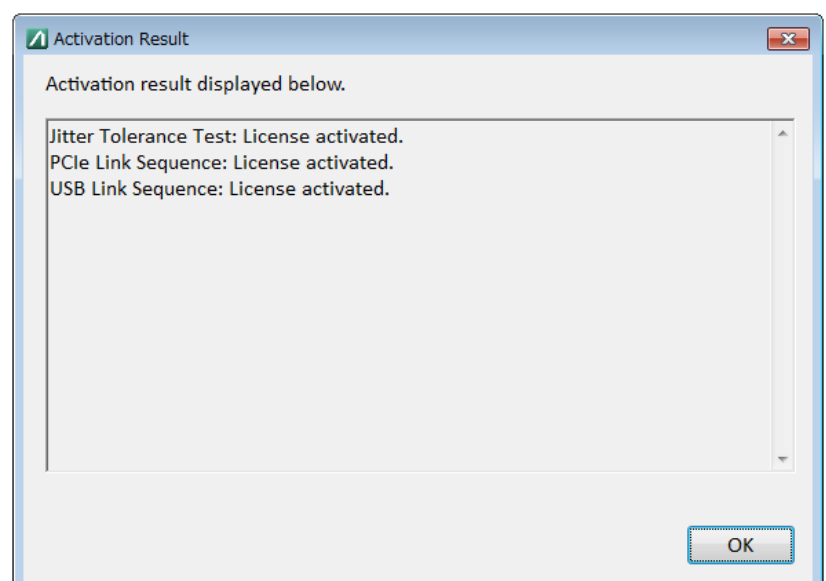 Activation Result
Activation result displayed below.
Jitter Tolerance Test: License activated.
PCIe Link Sequence: License activated.
USB Link Sequence: License activated.
OK